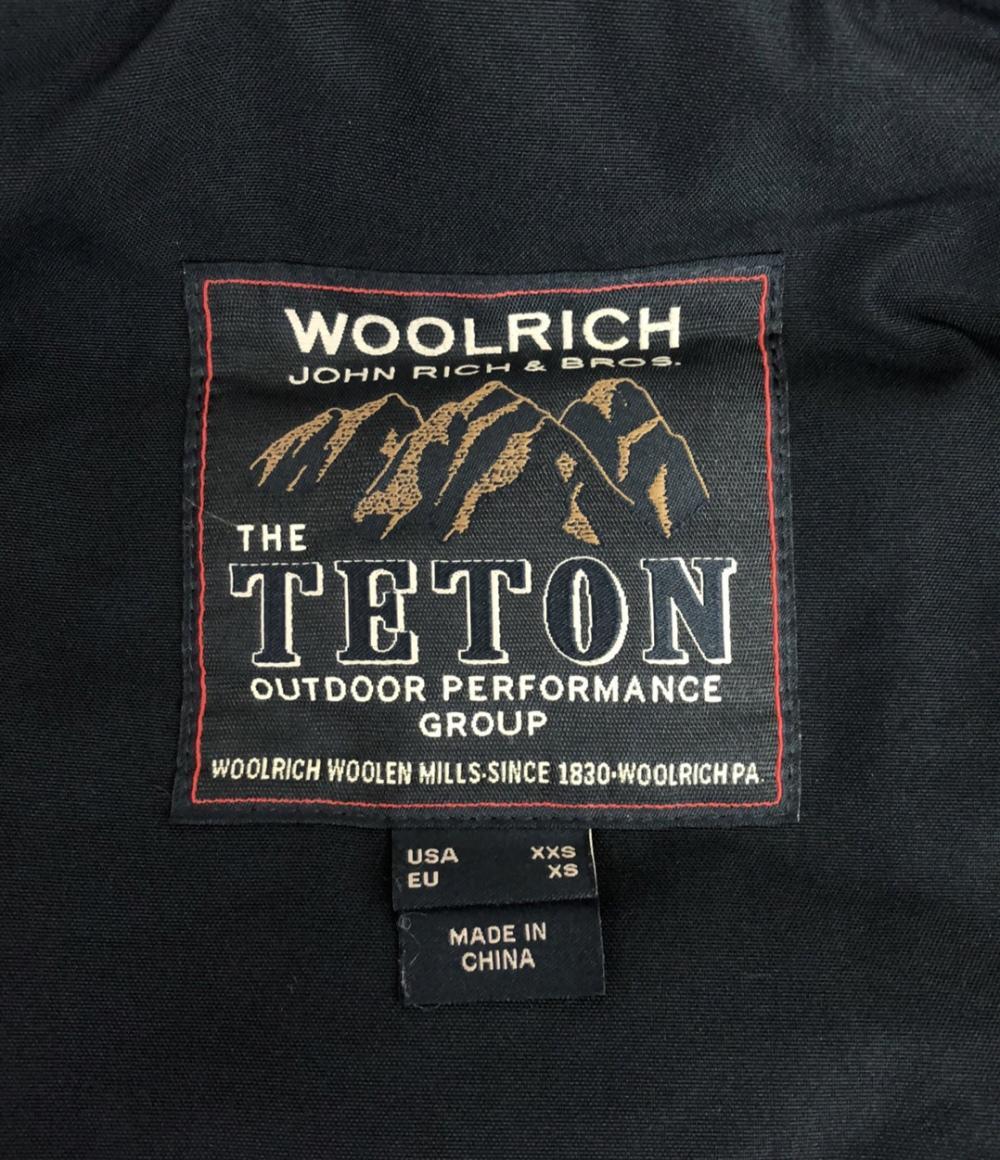 WOOLRICH
JOHN RICH & BROS.
THE
TETON
OUTDOOR PERFORMANCE
GROUP
WOOLRICH WOOLEN MILLS·SINCE 1830·WOOLRICH PA.
USA XXS
EU XS
MADE IN
CHINA